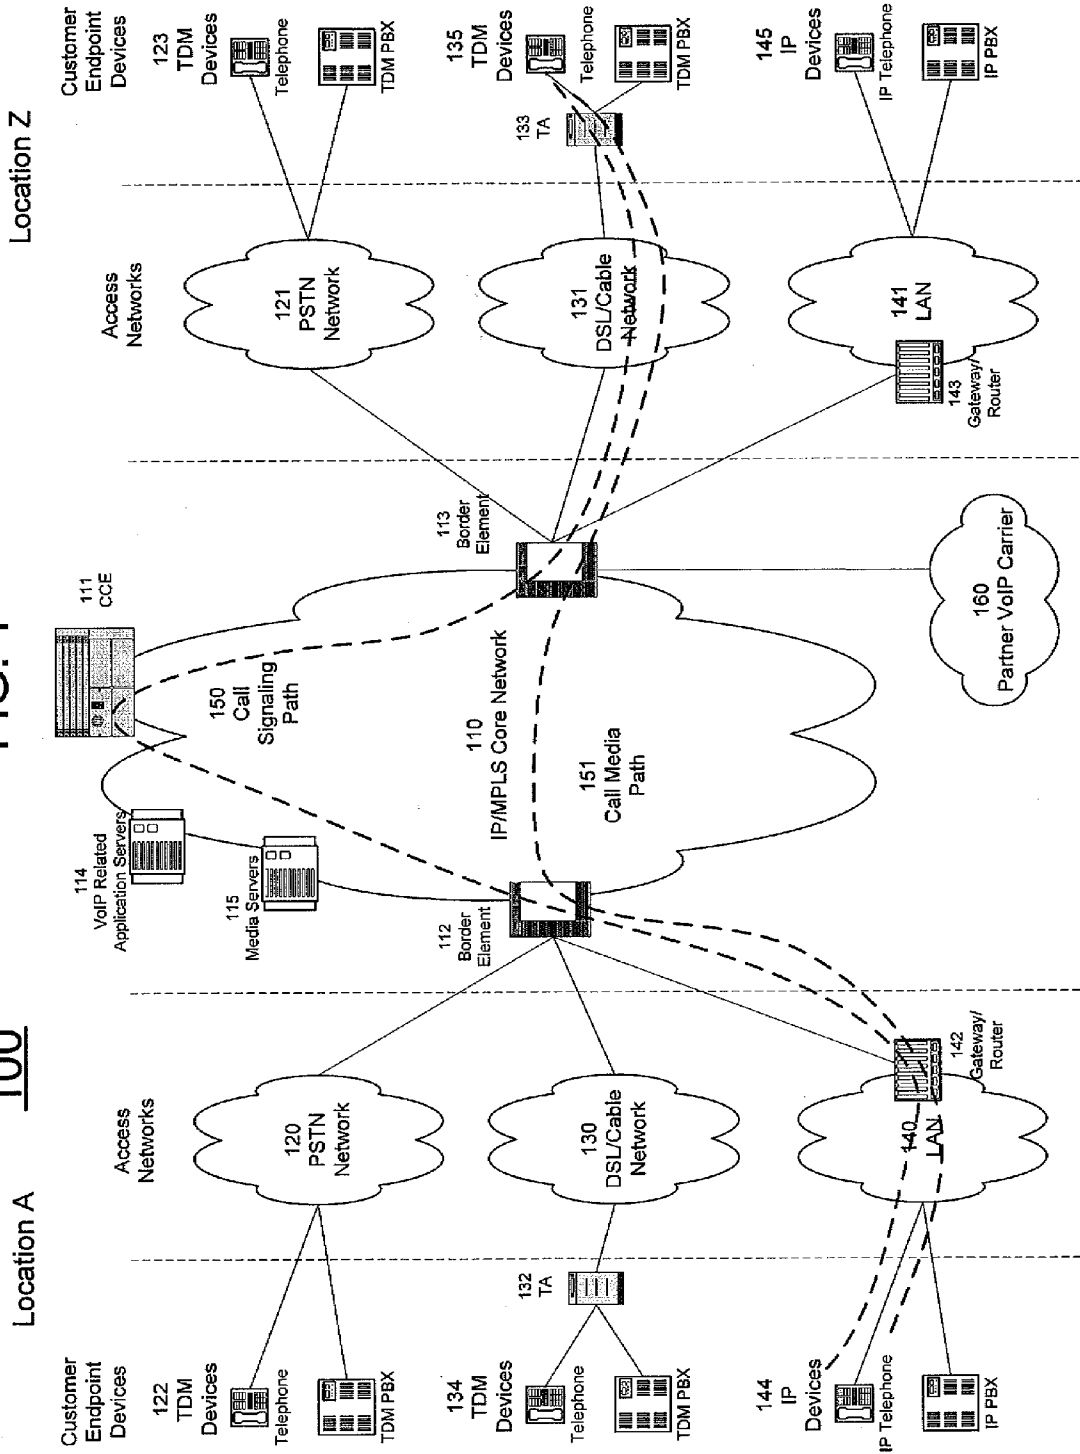 100
Location A
Location Z
Customer
Endpoint
Devices
Access
Networks
Access
Networks
Customer
Endpoint
Devices
122
TDM
Devices
Telephone
TDM PBX
120
PSTN
Network
114
VoIP Related
Application Servers
115
Media Servers
111
CCE
150
Call
Signaling
Path
121
PSTN
Network
123
TDM
Devices
Telephone
TDM PBX
134
TDM
Devices
Telephone
TDM PBX
132
TA
130
DSL/Cable
Network
112
Border
Element
110
IP/MPLS Core Network
151
Call Media
Path
113
Border
Element
131
DSL/Cable
Network
133
TA
135
TDM
Devices
Telephone
TDM PBX
144
IP
Devices
IP Telephone
IP PBX
140
LAN
142
Gateway/
Router
160
Partner VoIP Carrier
143
Gateway/
Router
141
LAN
145
IP
Devices
IP Telephone
IP PBX